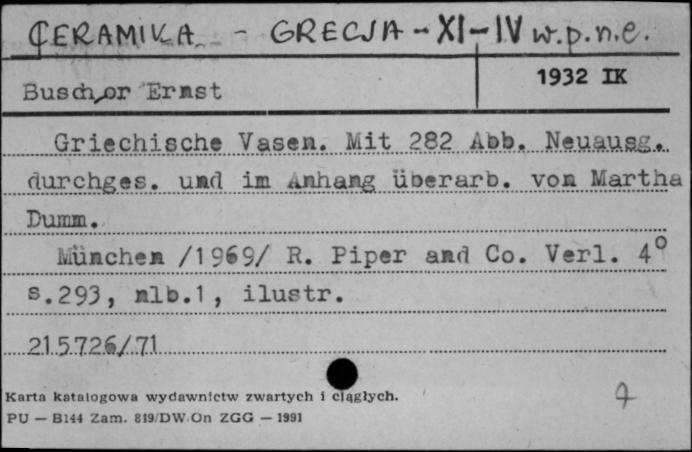 CERAMIKA - GRECJA - XI-IV w.p.n.e.
1932 IK
Buschor Ernst
Griechische Vasen. Mit 282 Abb. Neuausg.
durchges. und im Anhang überarb. von Martha
Dumm.
München /1969/ R. Piper and Co. Verl. 4°
s.293, nlb.1, ilustr.
215726/71
Karta katalogowa wydawnictw zwartych i ciągłych.
PU — B144 Zam. 819/DW/On ZGG — 1991